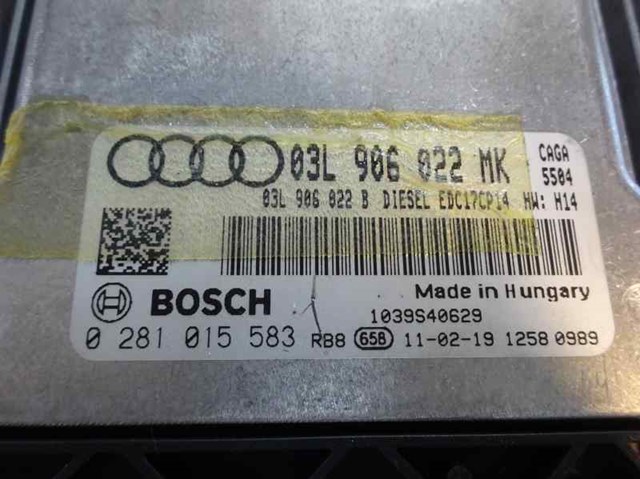 03L 906 022 MK CAGA
5504
03L 906 022 B DIESEL EDC17CP14 HW: H14
BOSCH Made in Hungary
1039S40629
0 281 015 583 RB8 658 11-02-19 1258 0989